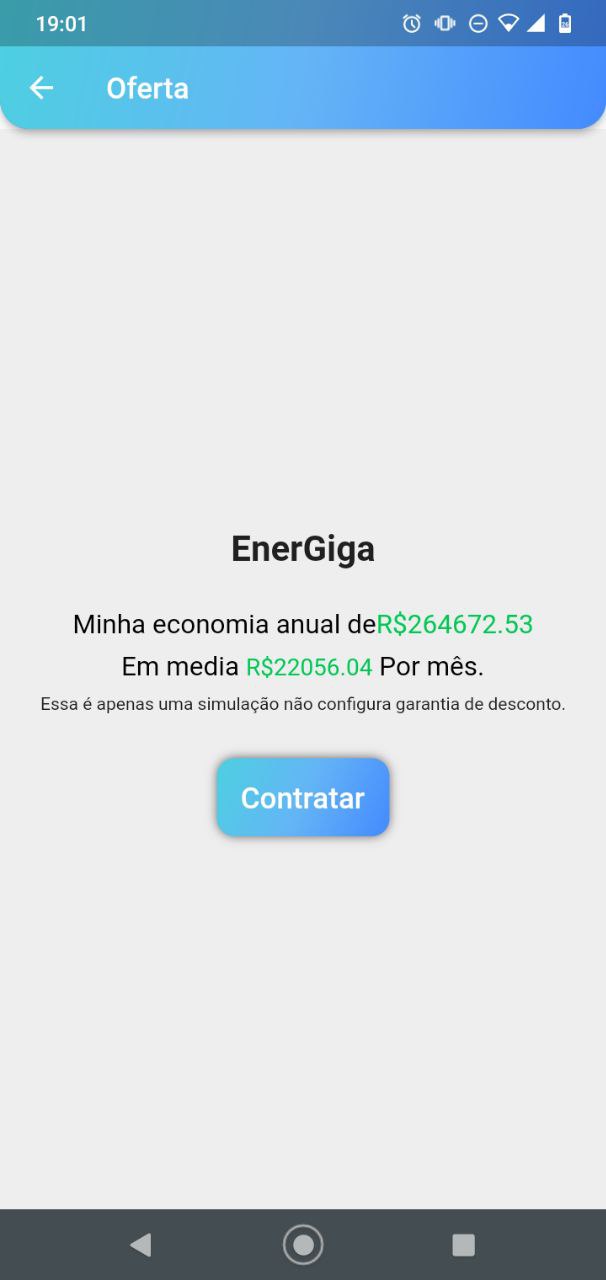 19:01
Oferta
EnerGiga
Minha economia anual deR$264672.53
Em media R$22056.04 Por mês.
Essa é apenas uma simulação não configura garantia de desconto.
Contratar